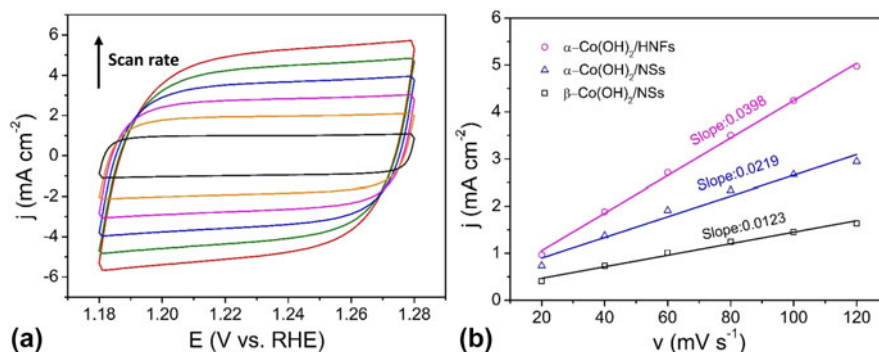 Scan rate
j (mA cm⁻²)
6
4
2
0
-2
-4
-6
1.18 1.20 1.22 1.24 1.26 1.28
E (V vs. RHE)
(a)
α–Co(OH)₂/HNFs
α–Co(OH)₂/NSs
β–Co(OH)₂/NSs
Slope:0.0398
Slope:0.0219
Slope:0.0123
j (mA cm⁻²)
6
5
4
3
2
1
0
20 40 60 80 100 120
v (mV s⁻¹)
(b)